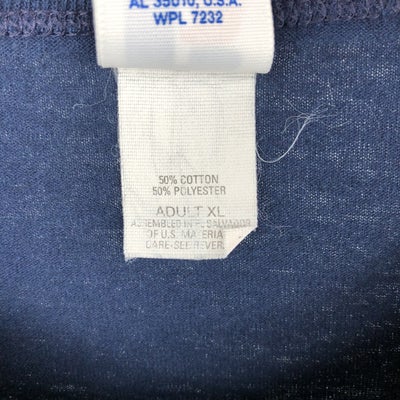 AL 35010, U.S.A.
WPL 7232
50% COTTON
50% POLYESTER
ADULT XL
ASSEMBLED IN EL SALVADOR
OF U.S. MATERIA
CARE-SEE REVER